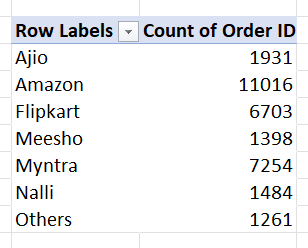 Row Labels Count of Order ID
Ajio 1931
Amazon 11016
Flipkart 6703
Meesho 1398
Myntra 7254
Nalli 1484
Others 1261